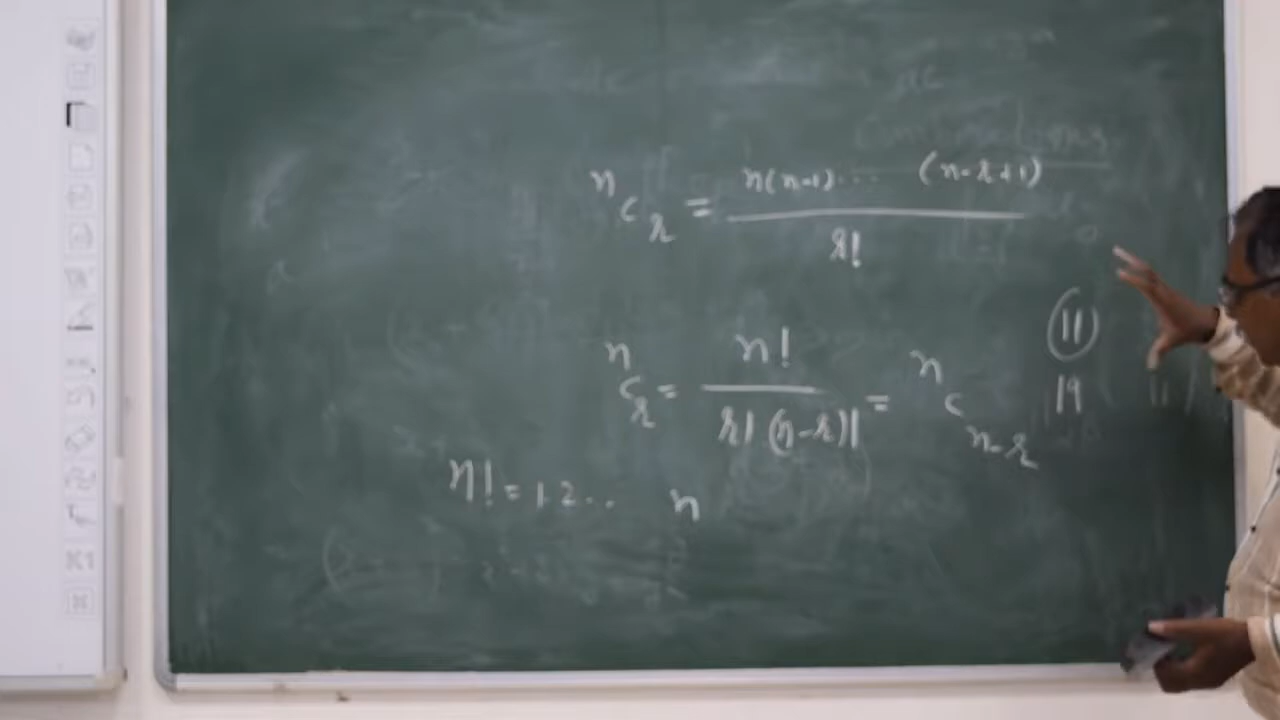 nCr = n(n-1)... (n-r+1) / r!
nCr = n! / r! (n-r)! = nCn-r
11
19
n! = 1.2... n